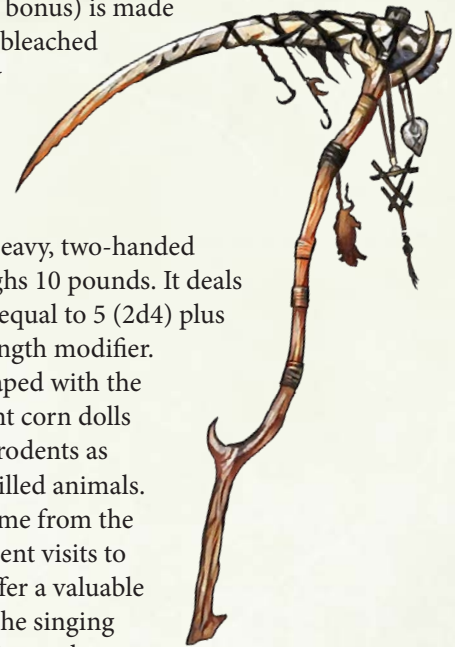 bonus) is made
bleached
eavy, two-handed
ghs 10 pounds. It deals
equal to 5 (2d4) plus
ngth modifier.
aped with the
nt corn dolls
rodents as
illed animals.
me from the
ent visits to
ffer a valuable
he singing